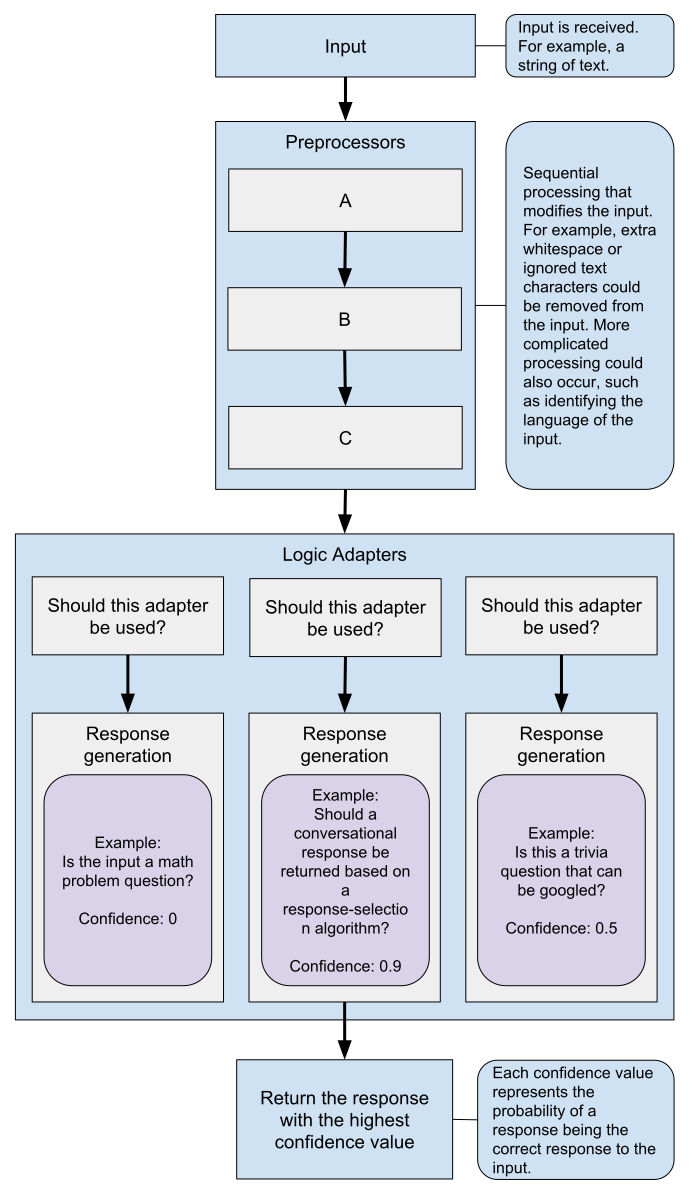 Input
Input is received.
For example, a
string of text.
Preprocessors
A
B
C
Sequential
processing that
modifies the input.
For example, extra
whitespace or
ignored text
characters could
be removed from
the input. More
complicated
processing could
also occur, such
as identifying the
language of the
input.
Logic Adapters
Should this adapter
be used?
Response
generation
Example:
Is the input a math
problem question?
Confidence: 0
Should this adapter
be used?
Response
generation
Example:
Should a
conversational
response be
returned based on
a
response-selectio
n algorithm?
Confidence: 0.9
Should this adapter
be used?
Response
generation
Example:
Is this a trivia
question that can
be googled?
Confidence: 0.5
Return the response
with the highest
confidence value
Each confidence value
represents the
probability of a
response being the
correct response to the
input.